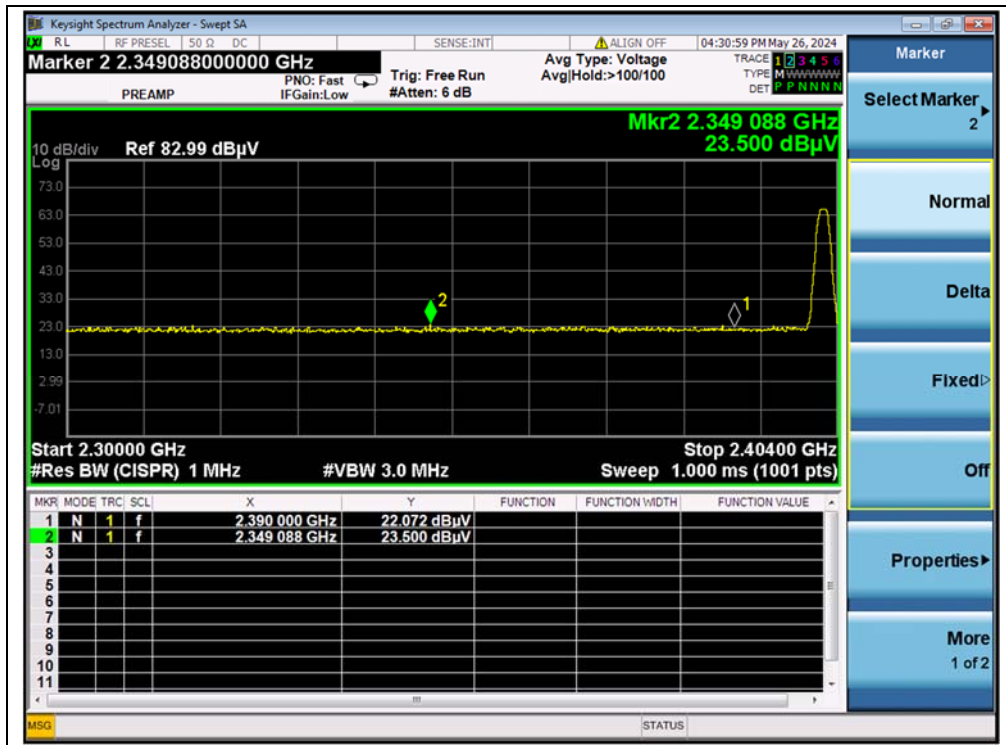 Keysight Spectrum Analyzer - Swept SA
LXI RL RF PRESEL 50 Ω DC SENSE:INT ALIGN OFF 04:30:59 PM May 26, 2024
Marker 2 2.349088000000 GHz
PREAMP
PNO: Fast
IFGain:Low
Trig: Free Run
#Atten: 6 dB
Avg Type: Voltage
Avg|Hold:>100/100
TRACE 1 2 3 4 5 6
TYPE M W W W W W
DET P P N N N N
Mkr2 2.349 088 GHz
23.500 dBµV
10 dB/div Ref 82.99 dBµV
Log
73.0
63.0
53.0
43.0
33.0
23.0
13.0
2.99
-7.01
2
1
Start 2.30000 GHz Stop 2.40400 GHz
#Res BW (CISPR) 1 MHz #VBW 3.0 MHz Sweep 1.000 ms (1001 pts)
MKR MODE TRC SCL X Y FUNCTION FUNCTION WIDTH FUNCTION VALUE
1 N 1 f 2.390 000 GHz 22.072 dBµV
2 N 1 f 2.349 088 GHz 23.500 dBµV
3
4
5
6
7
8
9
10
11
MSG STATUS
Marker
Select Marker
2
Normal
Delta
Fixed
Off
Properties
More
1 of 2